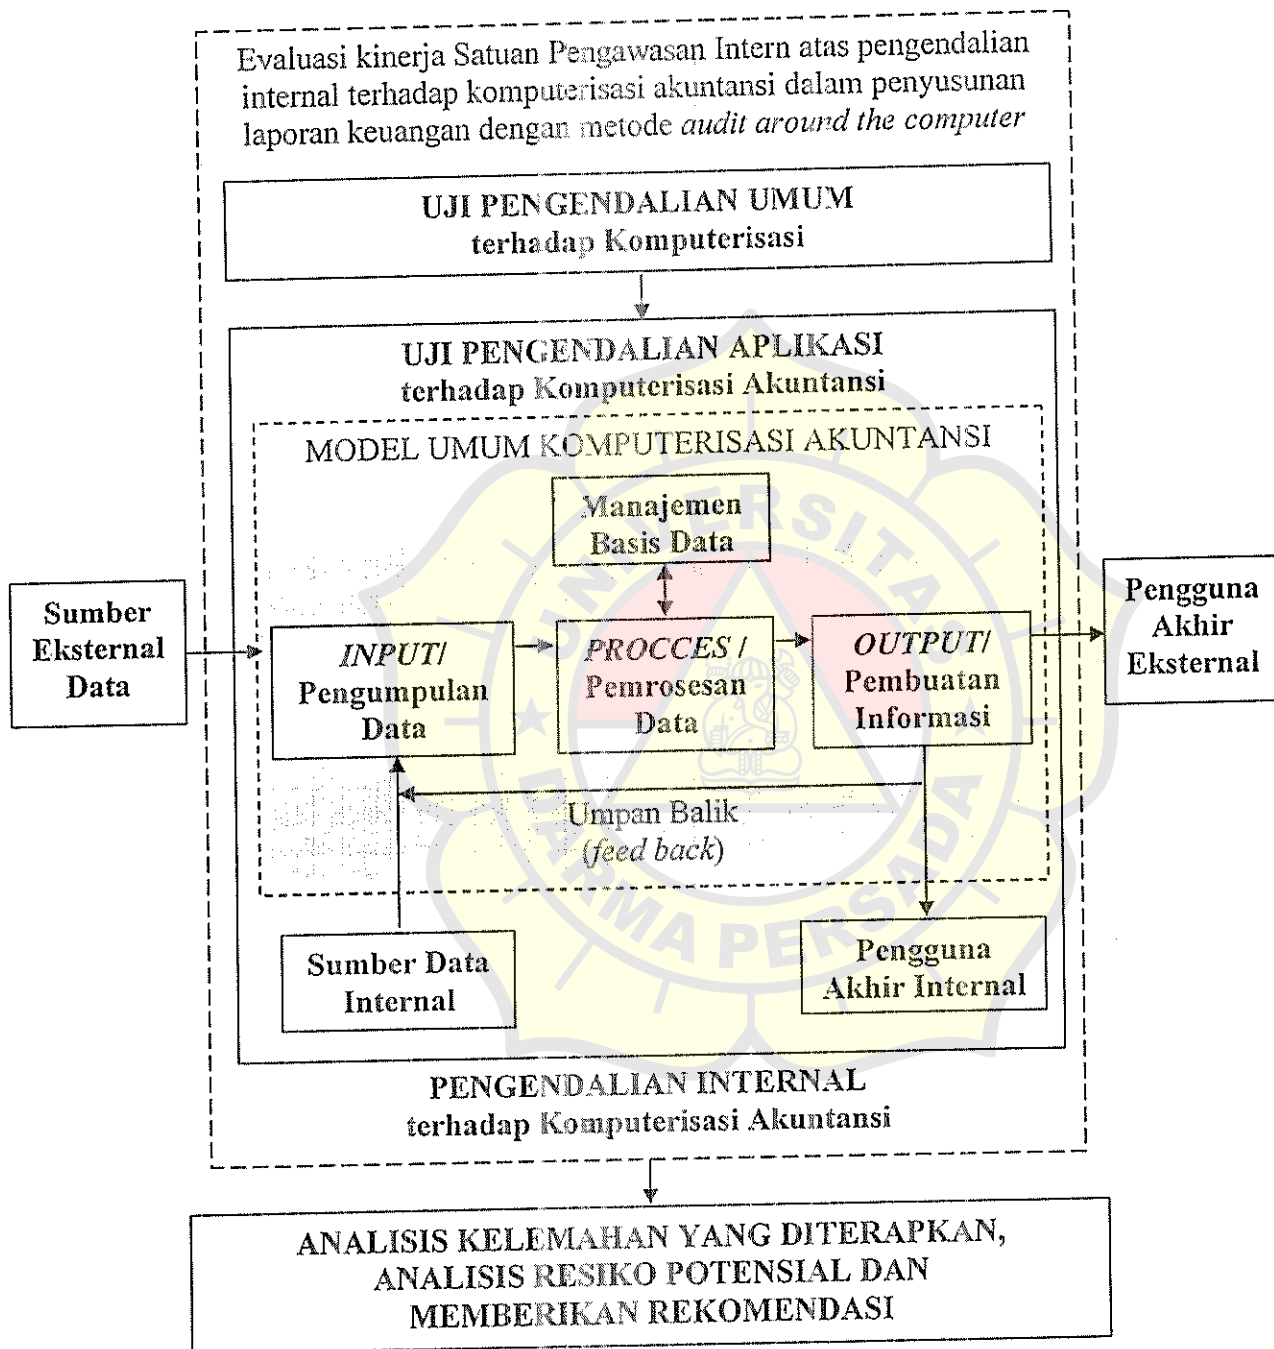 Evaluasi kinerja Satuan Pengawasan Intern atas pengendalian
internal terhadap komputerisasi akuntansi dalam penyusunan
laporan keuangan dengan metode audit around the computer
UJI PENGENDALIAN UMUM
terhadap Komputerisasi
UJI PENGENDALIAN APLIKASI
terhadap Komputerisasi Akuntansi
MODEL UMUM KOMPUTERISASI AKUNTANSI
Manajemen
Basis Data
Sumber
Eksternal
Data
INPUT/
Pengumpulan
Data
PROCCES /
Pemrosesan
Data
OUTPUT/
Pembuatan
Informasi
Pengguna
Akhir
Eksternal
Umpan Balik
(feed back)
Sumber Data
Internal
Pengguna
Akhir Internal
PENGENDALIAN INTERNAL
terhadap Komputerisasi Akuntansi
ANALISIS KELEMAHAN YANG DITERAPKAN,
ANALISIS RESIKO POTENSIAL DAN
MEMBERIKAN REKOMENDASI
UNIVERSITAS
DARMA PERSADA